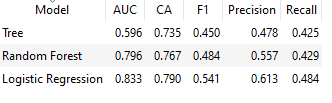 Model AUC CA F1 Precision Recall
Tree 0.596 0.735 0.450 0.478 0.425
Random Forest 0.796 0.767 0.484 0.557 0.429
Logistic Regression 0.833 0.790 0.541 0.613 0.484